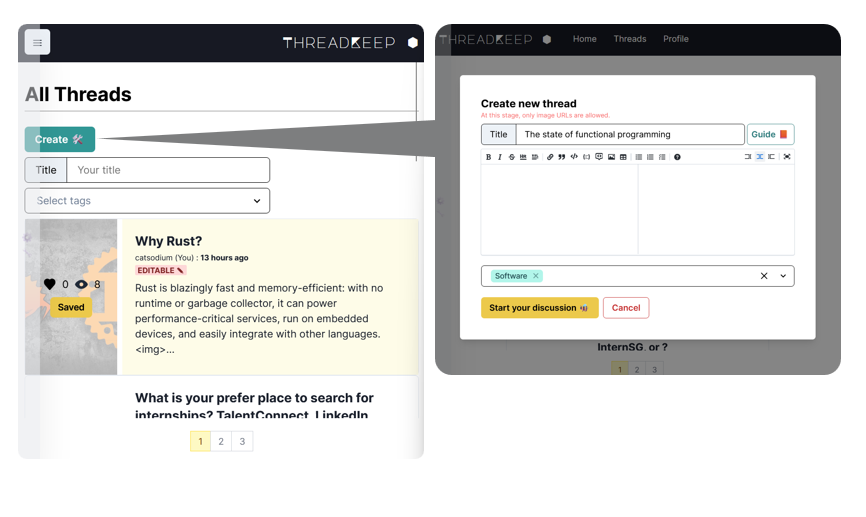 THREADKEEP
All Threads
Create
Title
Your title
Select tags
Why Rust?
catsodium (You) : 13 hours ago
EDITABLE
0 8
Saved
Rust is blazingly fast and memory-efficient: with no
runtime or garbage collector, it can power
performance-critical services, run on embedded
devices, and easily integrate with other languages.
<img>...
What is your prefer place to search for
internships? TalentConnect, LinkedIn
1 2 3
THREADKEEP
Home Threads Profile
Create new thread
At this stage, only image URLs are allowed.
Title The state of functional programming
Guide
B I S
Software
Start your discussion
Cancel
InternSG, or ?
1 2 3